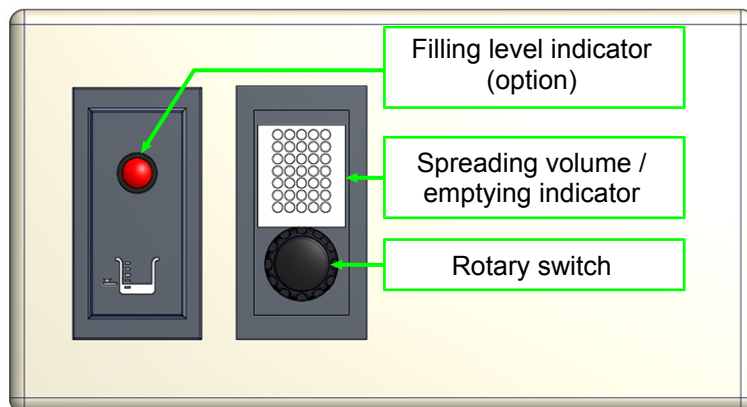 Filling level indicator
(option)
Spreading volume /
emptying indicator
Rotary switch